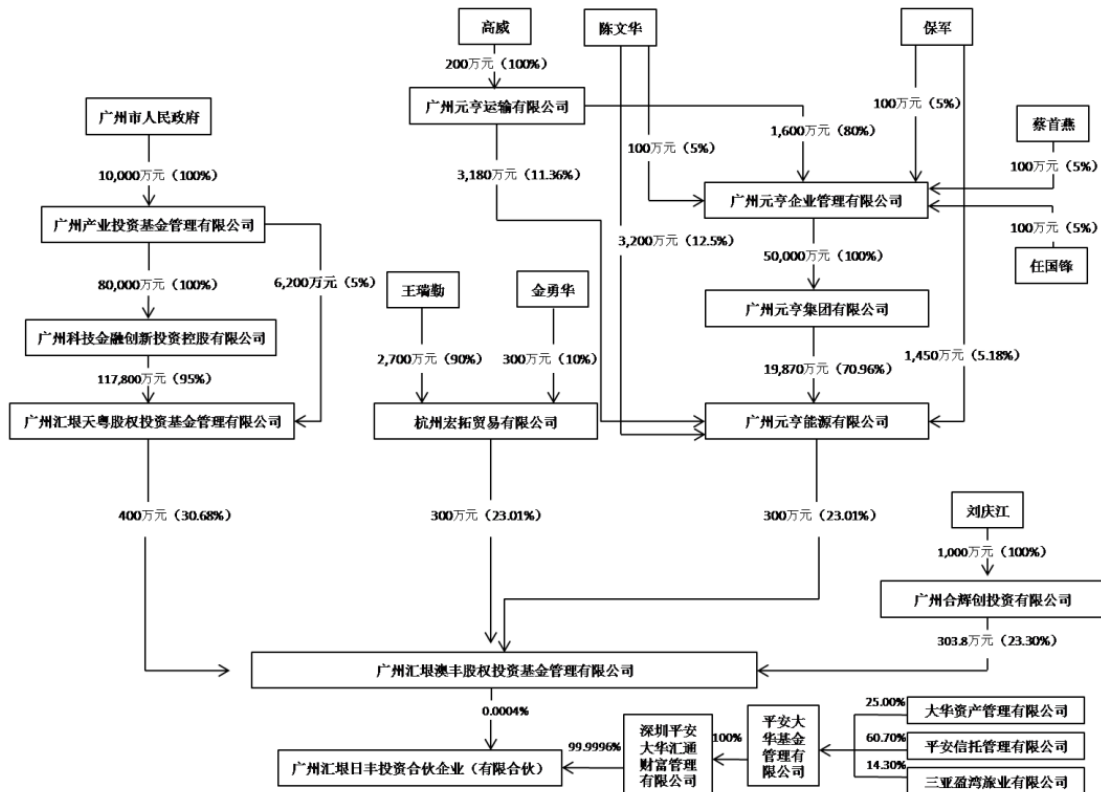 高威
陈文华
保军
200万元（100%）
广州元亨运输有限公司
100万元（5%）
广州市人民政府
1,600万元（80%）
蔡首燕
100万元（5%）
10,000万元（100%）
3,180万元（11.36%）
100万元（5%）
广州产业投资基金管理有限公司
广州元亨企业管理有限公司
100万元（5%）
3,200万元（12.5%）
50,000万元（100%）
任国锋
80,000万元（100%）
6,200万元（5%）
王瑞勤
金勇华
广州元亨集团有限公司
广州科技金融创新投资控股有限公司
2,700万元（90%）
300万元（10%）
1,450万元（5.18%）
19,870万元（70.96%）
117,800万元（95%）
广州汇垠天粤股权投资基金管理有限公司
杭州宏拓贸易有限公司
广州元亨能源有限公司
400万元（30.68%）
300万元（23.01%）
300万元（23.01%）
刘庆江
1,000万元（100%）
广州合辉创投资有限公司
303.8万元（23.30%）
广州汇垠澳丰股权投资基金管理有限公司
0.0004%
广州汇垠日丰投资合伙企业（有限合伙）
99.9996%
深圳平安
大华汇通
财富管理
有限公司
100%
平安大
华基金
管理有
限公司
25.00%
大华资产管理有限公司
60.70%
平安信托管理有限公司
14.30%
三亚盈湾旅业有限公司